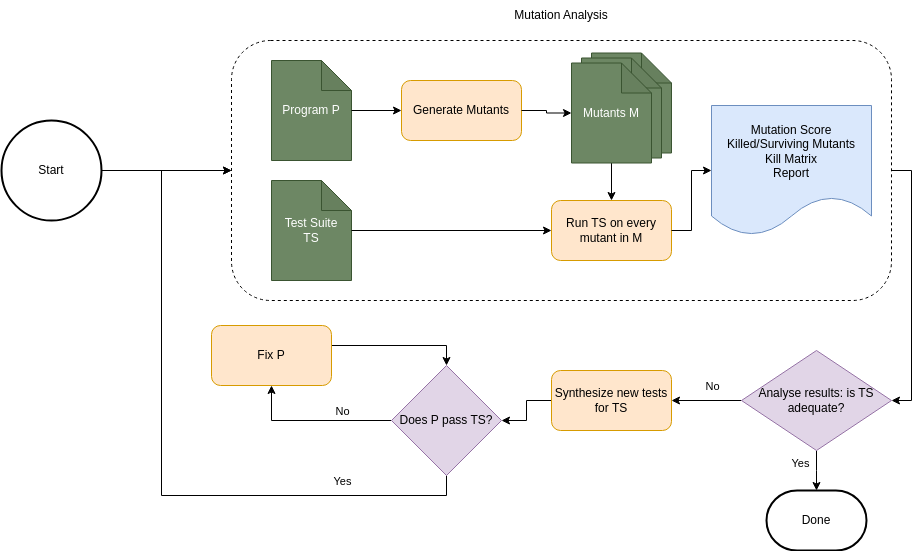 Mutation Analysis
Start
Program P
Generate Mutants
Mutants M
Mutation Score
Killed/Surviving Mutants
Kill Matrix
Report
Test Suite
TS
Run TS on every
mutant in M
Fix P
Does P pass TS?
No
Yes
Synthesize new tests
for TS
No
Analyse results: is TS
adequate?
Yes
Done